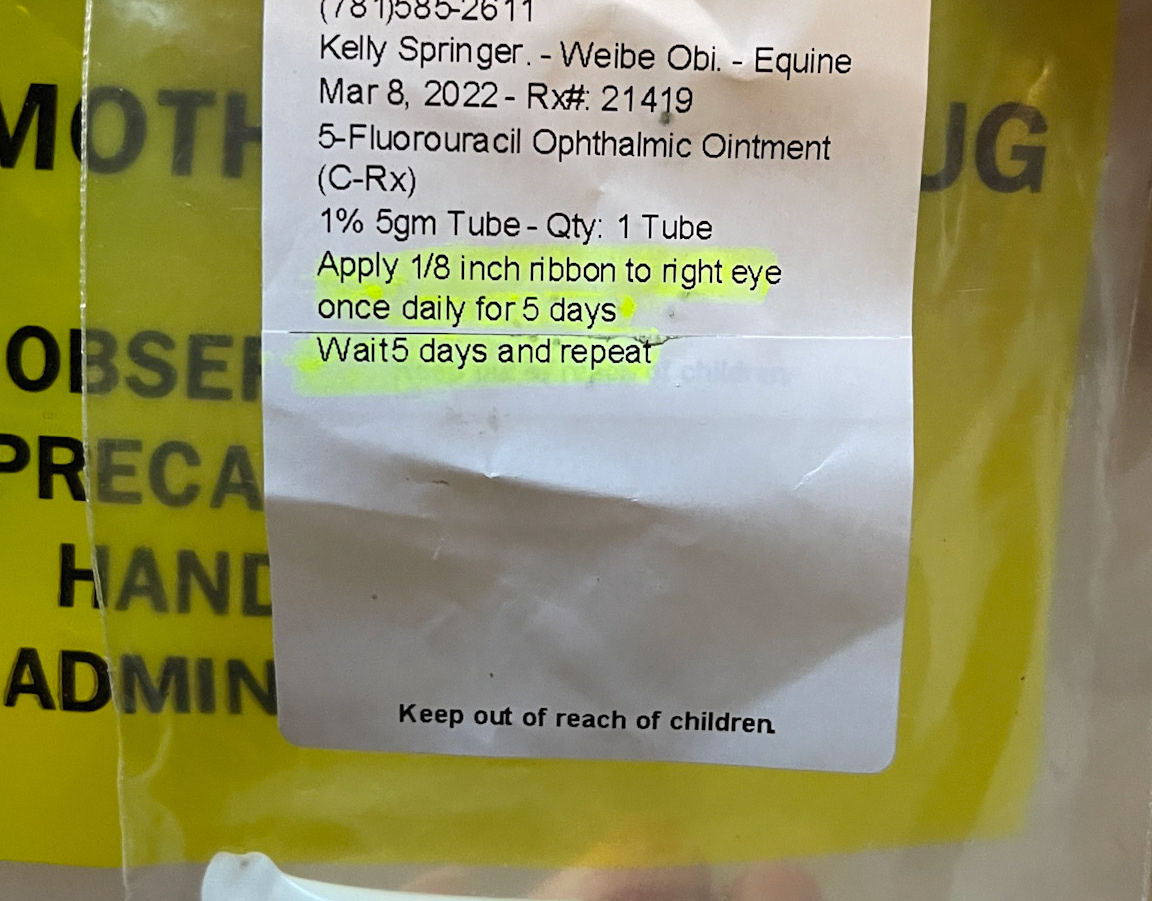 (781)585-2611
Kelly Springer. - Weibe Obi. - Equine
Mar 8, 2022 - Rx#: 21419
5-Fluorouracil Ophthalmic Ointment
(C-Rx)
1% 5gm Tube - Qty: 1 Tube
Apply 1/8 inch ribbon to right eye
once daily for 5 days
Wait5 days and repeat
Keep out of reach of children.
MOTH
UG
OBSER
PRECA
HAND
ADMIN